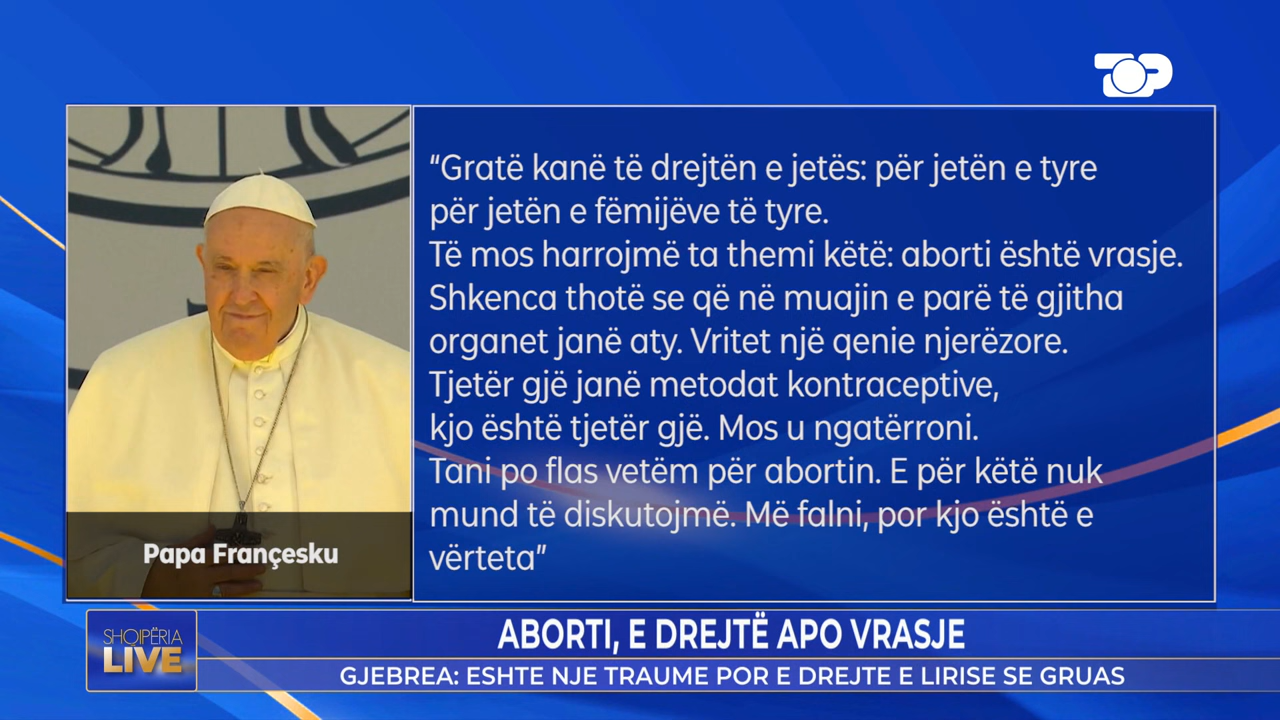 TOP
“Gratë kanë të drejtën e jetës: për jetën e tyre
për jetën e fëmijëve të tyre.
Të mos harrojmë ta themi këtë: aborti është vrasje.
Shkenca thotë se që në muajin e parë të gjitha
organet janë aty. Vritet një qenie njerëzore.
Tjetër gjë janë metodat kontraceptive,
kjo është tjetër gjë. Mos u ngatërroni.
Tani po flas vetëm për abortin. E për këtë nuk
mund të diskutojmë. Më falni, por kjo është e
vërteta”
Papa Françesku
SHQIPËRIA
LIVE
ABORTI, E DREJTË APO VRASJE
GJEBREA: ESHTE NJE TRAUME POR E DREJTE E LIRISE SE GRUAS